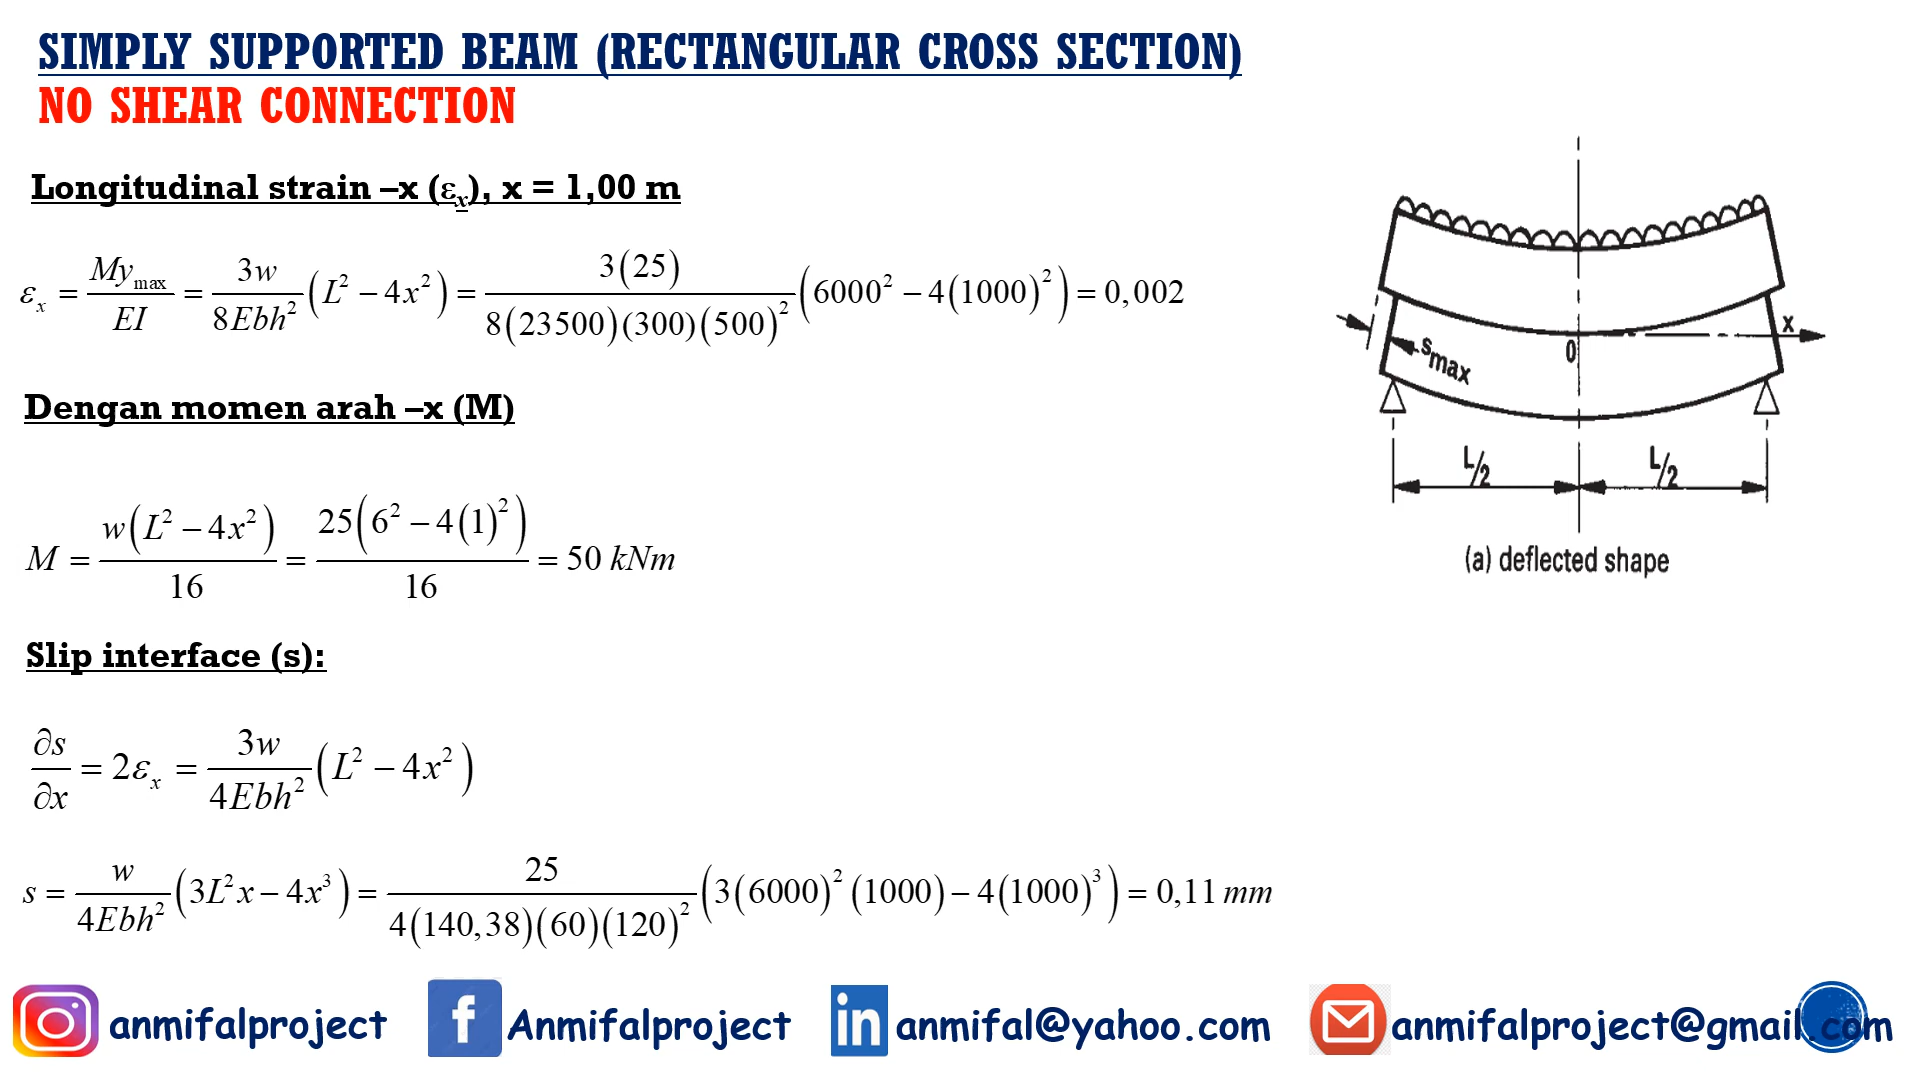 SIMPLY SUPPORTED BEAM (RECTANGULAR CROSS SECTION)
NO SHEAR CONNECTION
Longitudinal strain –x (εx), x = 1,00 m
εx = My_max / EI = 3w / 8Ebh² (L² − 4x²) = 3(25) / 8(23500)(300)(500)² (6000² − 4(1000)²) = 0,002
Dengan momen arah –x (M)
M = w(L² − 4x²) / 16 = 25(6² − 4(1)²) / 16 = 50 kNm
Slip interface (s):
∂s / ∂x = 2εx = 3w / 4Ebh² (L² − 4x²)
s = w / 4Ebh² (3L²x − 4x³) = 25 / 4(140,38)(60)(120)² (3(6000)²(1000) − 4(1000)³) = 0,11 mm
x
0
smax
L/2 L/2
(a) deflected shape
anmifalproject Anmifalproject in anmifal@yahoo.com anmifalproject@gmail.com